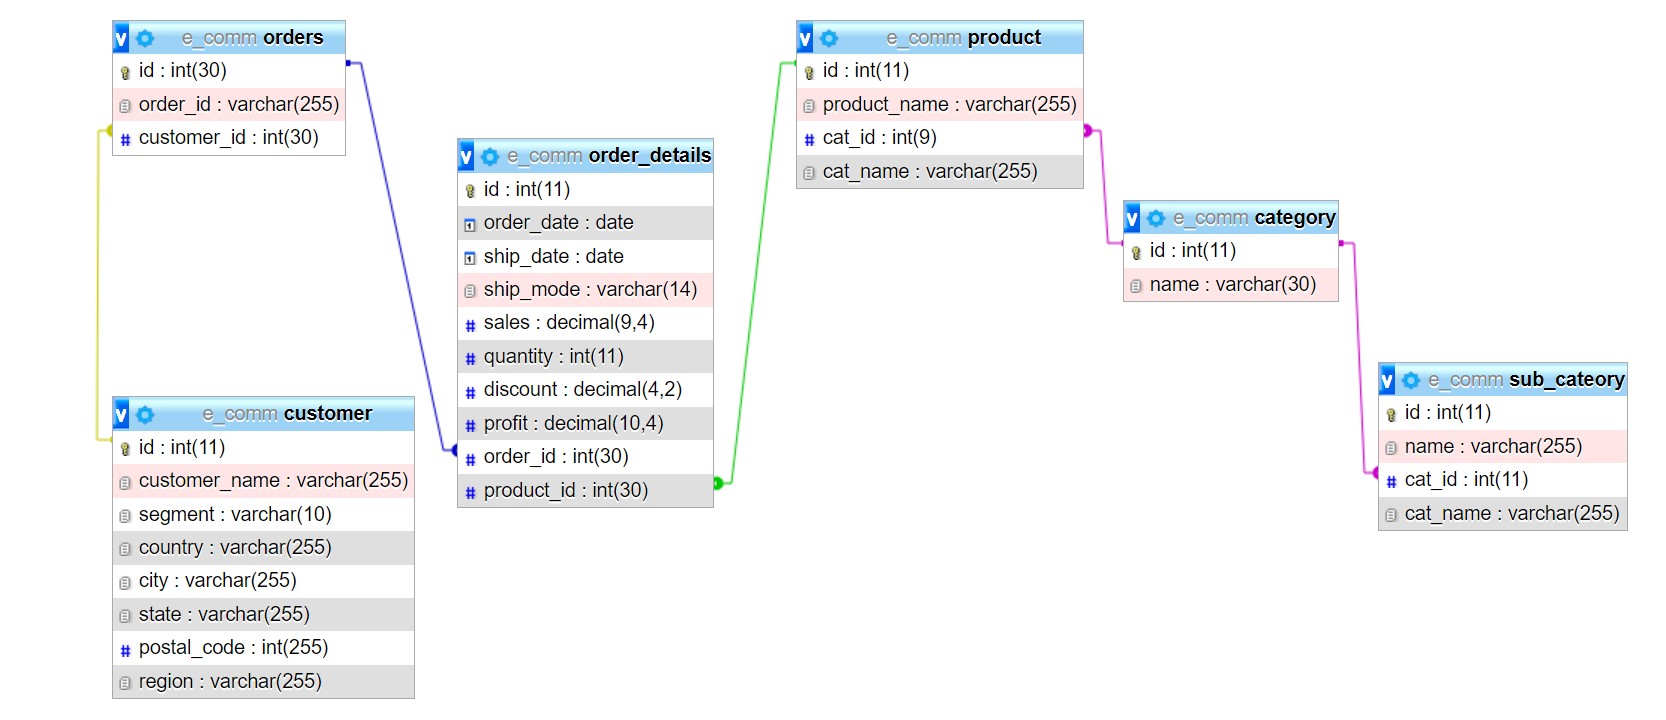 v e_comm orders
id : int(30)
order_id : varchar(255)
# customer_id : int(30)
v e_comm order_details
id : int(11)
order_date : date
ship_date : date
ship_mode : varchar(14)
# sales : decimal(9,4)
# quantity : int(11)
# discount : decimal(4,2)
# profit : decimal(10,4)
# order_id : int(30)
# product_id : int(30)
v e_comm product
id : int(11)
product_name : varchar(255)
# cat_id : int(9)
cat_name : varchar(255)
v e_comm category
id : int(11)
name : varchar(30)
v e_comm sub_cateory
id : int(11)
name : varchar(255)
# cat_id : int(11)
cat_name : varchar(255)
v e_comm customer
id : int(11)
customer_name : varchar(255)
segment : varchar(10)
country : varchar(255)
city : varchar(255)
state : varchar(255)
# postal_code : int(255)
region : varchar(255)